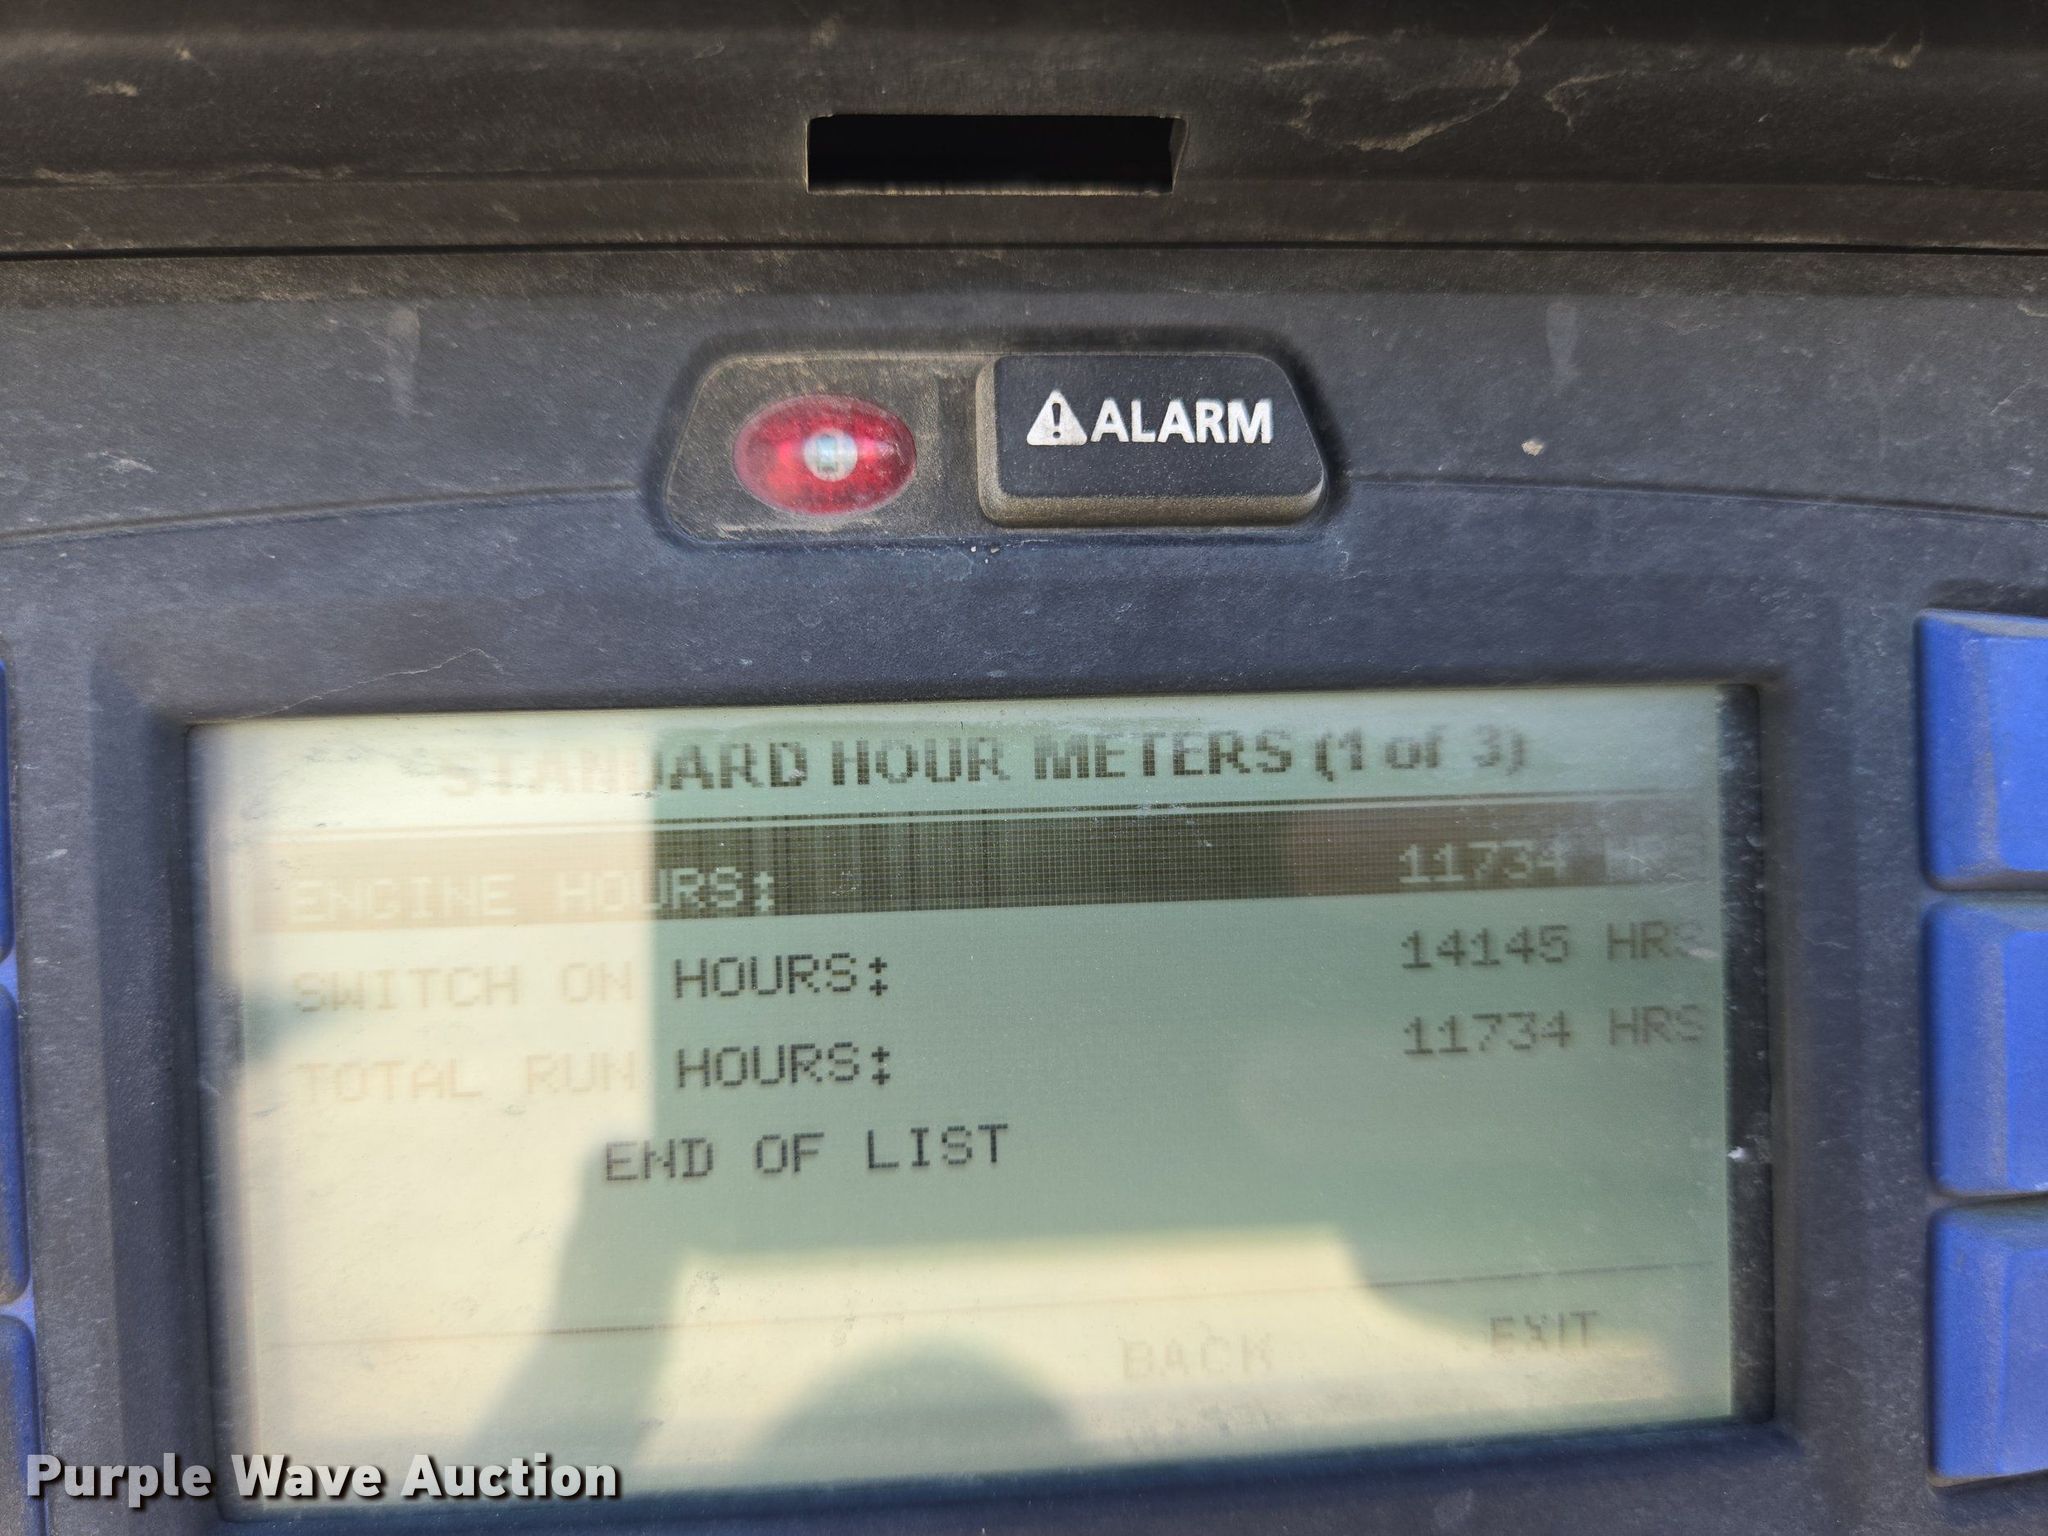 ALARM
STANDARD HOUR METERS (1 of 3)
ENGINE HOURS: 11734 HRS
SWITCH ON HOURS: 14145 HRS
TOTAL RUN HOURS: 11734 HRS
END OF LIST
BACK EXIT
Purple Wave Auction